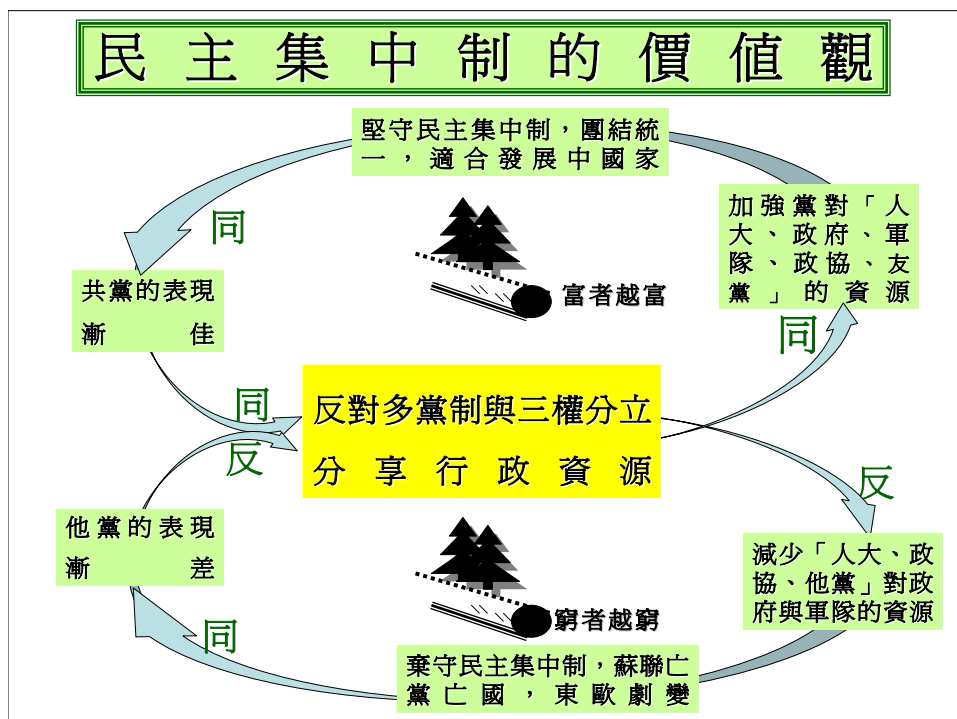 民主集中制的價值觀
堅守民主集中制，團結統
一，適合發展中國家
同
加強黨對「人
大、政府、軍
隊、政協、友
黨」的資源
共黨的表現
漸佳
富者越富
同
同
反對多黨制與三權分立
分享行政資源
反
反
他黨的表現
漸差
減少「人大、政
協、他黨」對政
府與軍隊的資源
窮者越窮
同
棄守民主集中制，蘇聯亡
黨亡國，東歐劇變